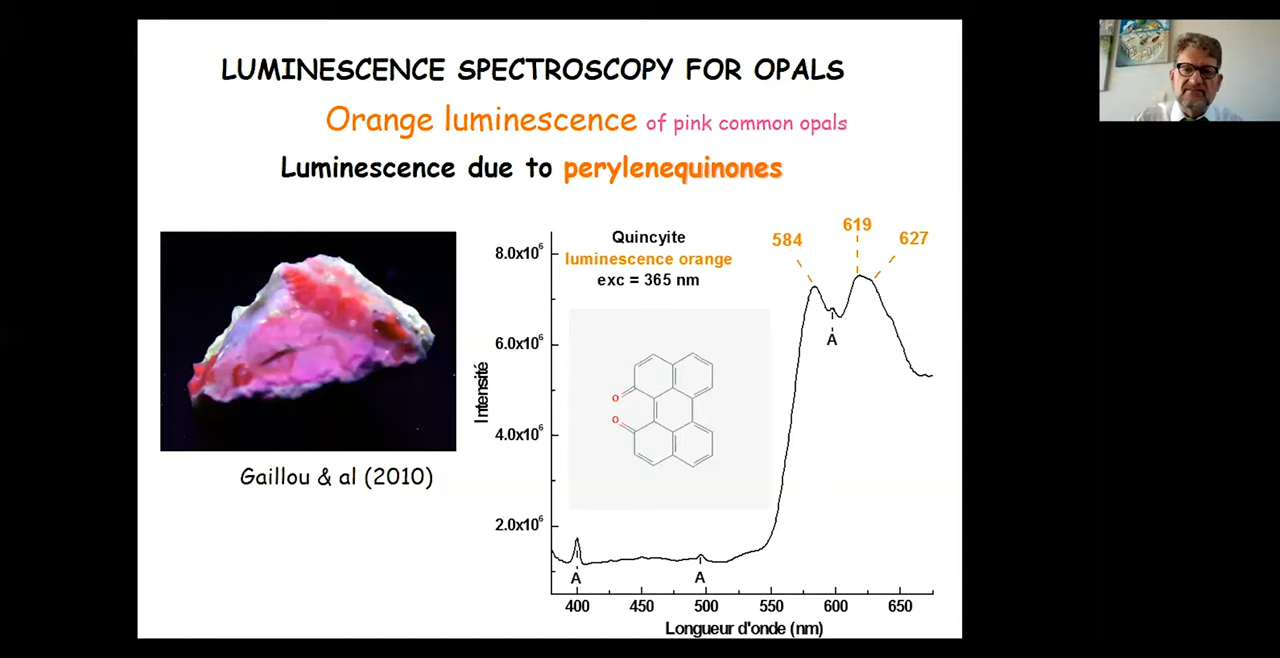 LUMINESCENCE SPECTROSCOPY FOR OPALS
Orange luminescence of pink common opals
Luminescence due to perylenequinones
Gaillou & al (2010)
Quincyite
luminescence orange
exc = 365 nm
584
619
627
8.0x10⁶
6.0x10⁶
4.0x10⁶
2.0x10⁶
Intensité
O
O
A
A
A
400 450 500 550 600 650
Longueur d'onde (nm)